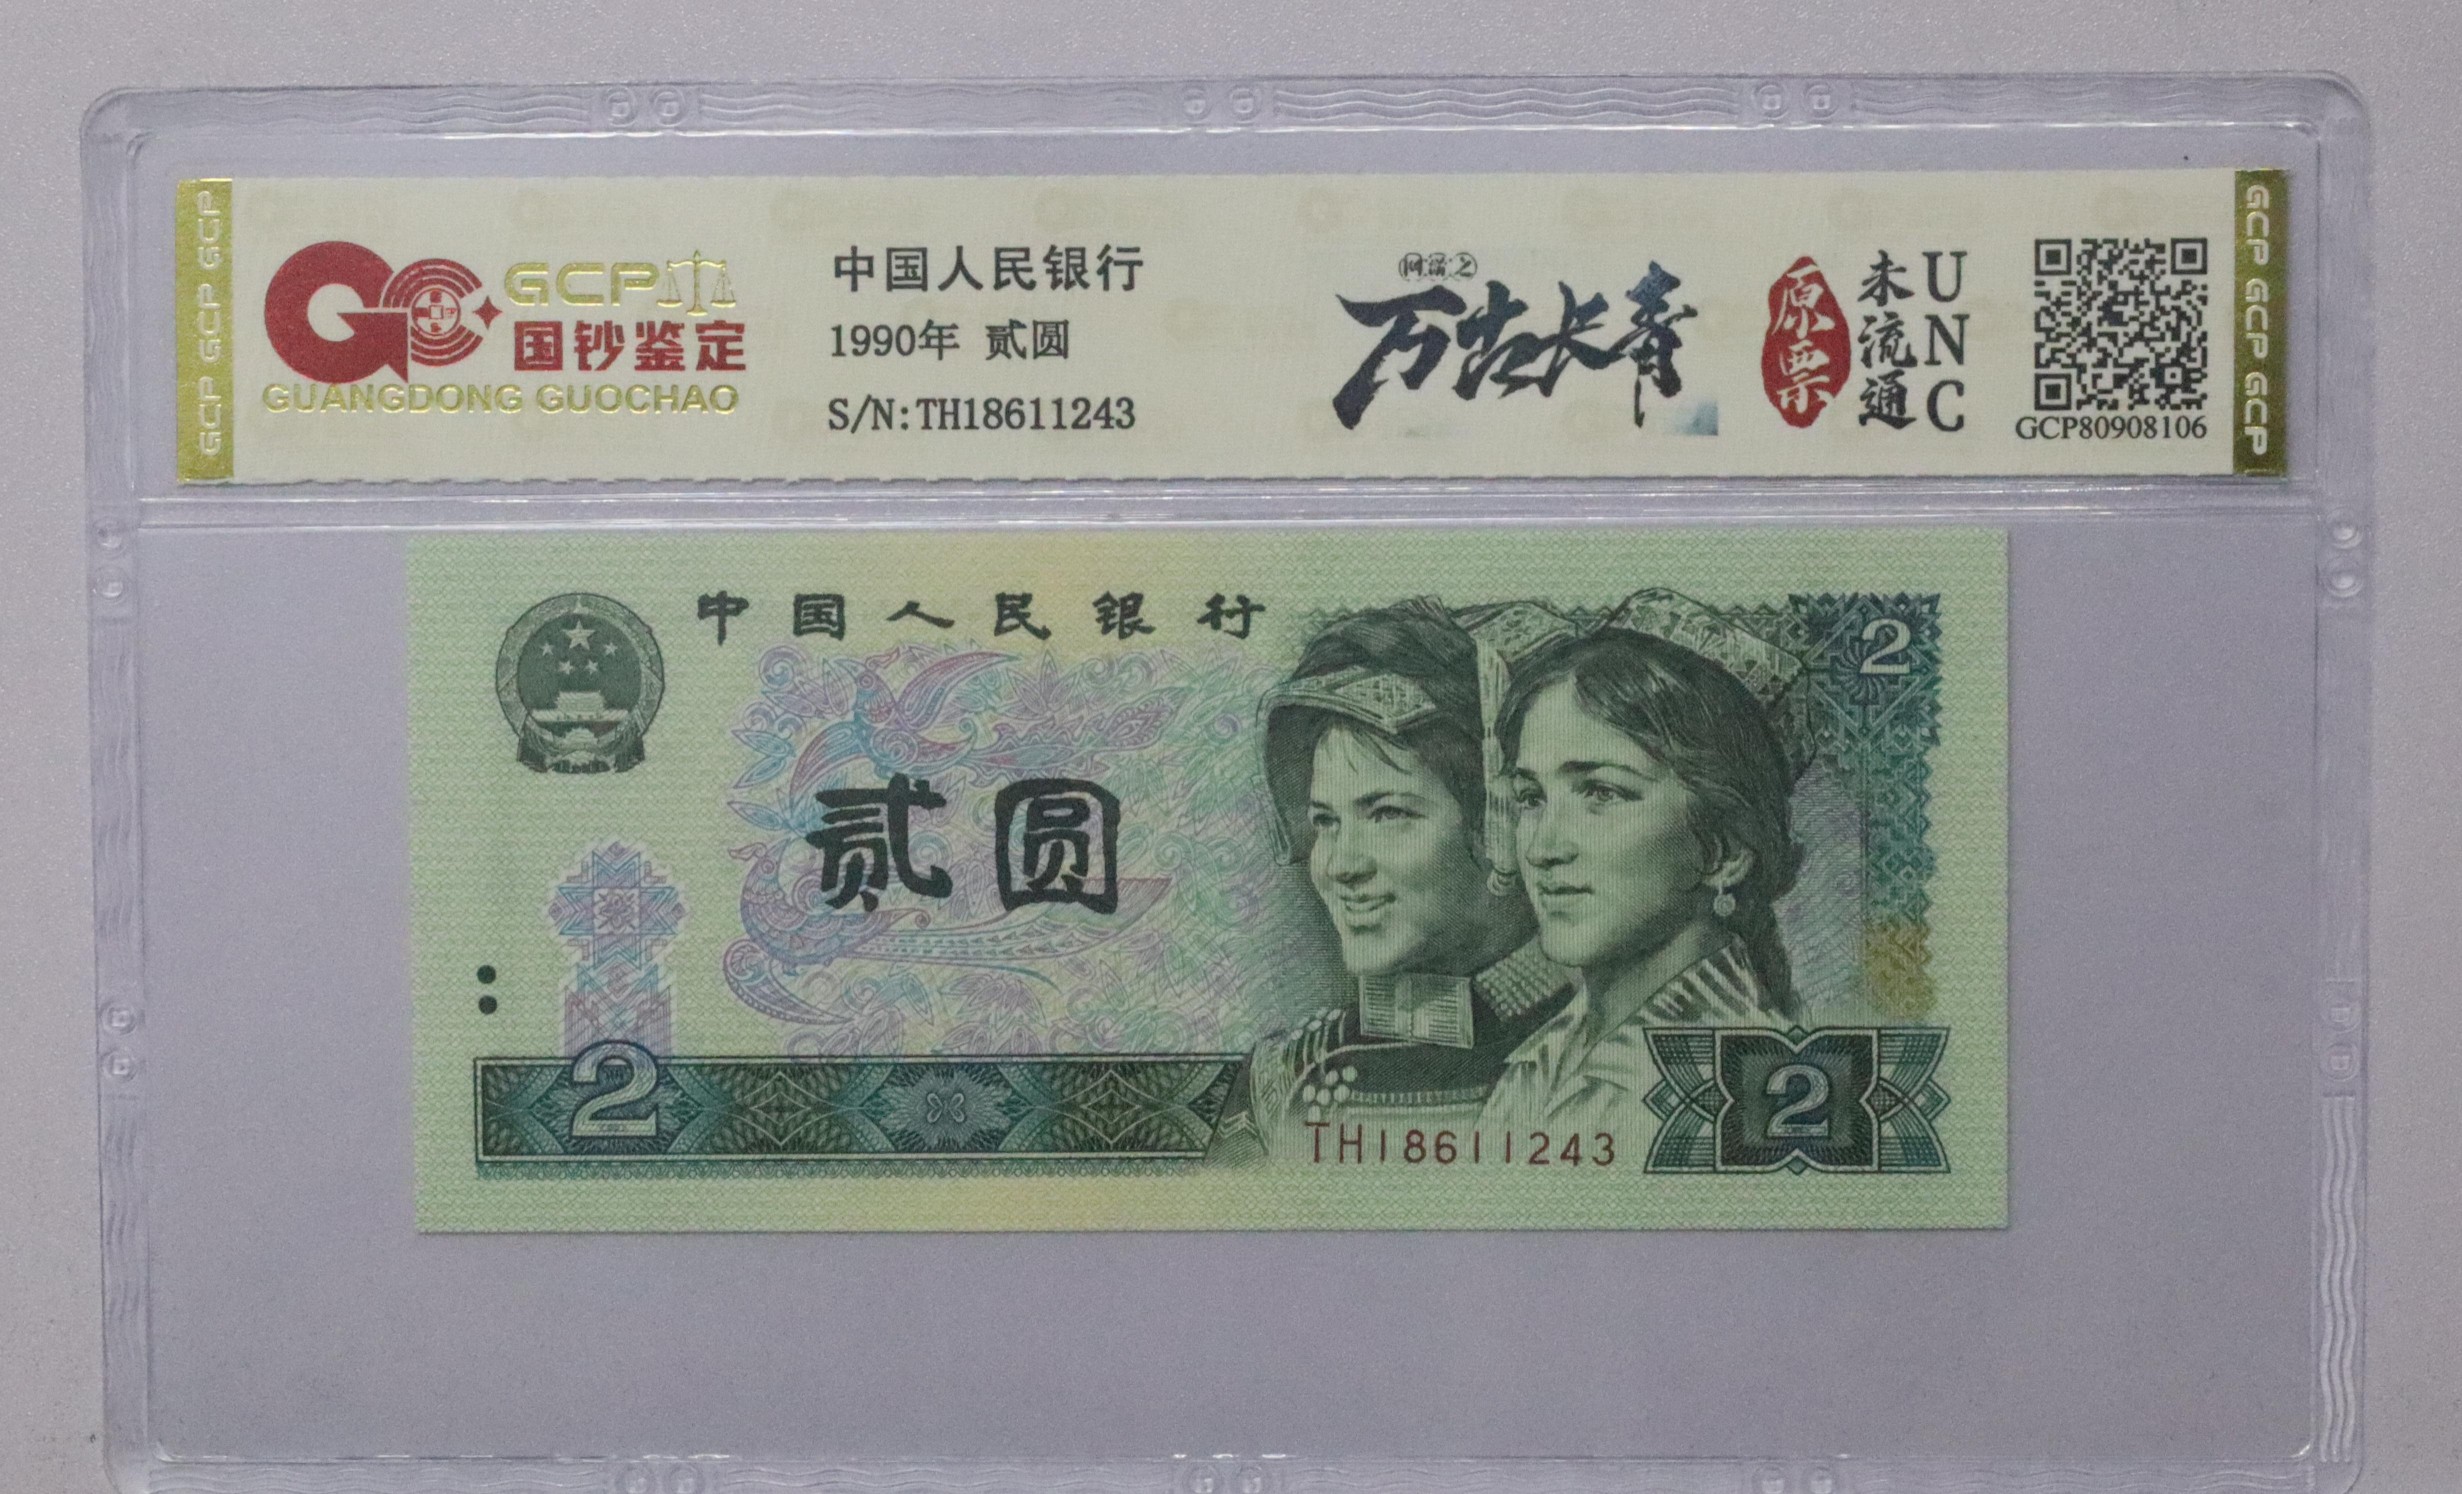 GCP GCP GCP
GCP
国钞鉴定
GUANGDONG GUOCHAO
中国人民银行
1990年 贰圆
S/N:TH18611243
万古长青
原票
未流通
UNC
GCP80908106
GCP GCP GCP
中国人民银行
2
贰圆
2
2
TH18611243